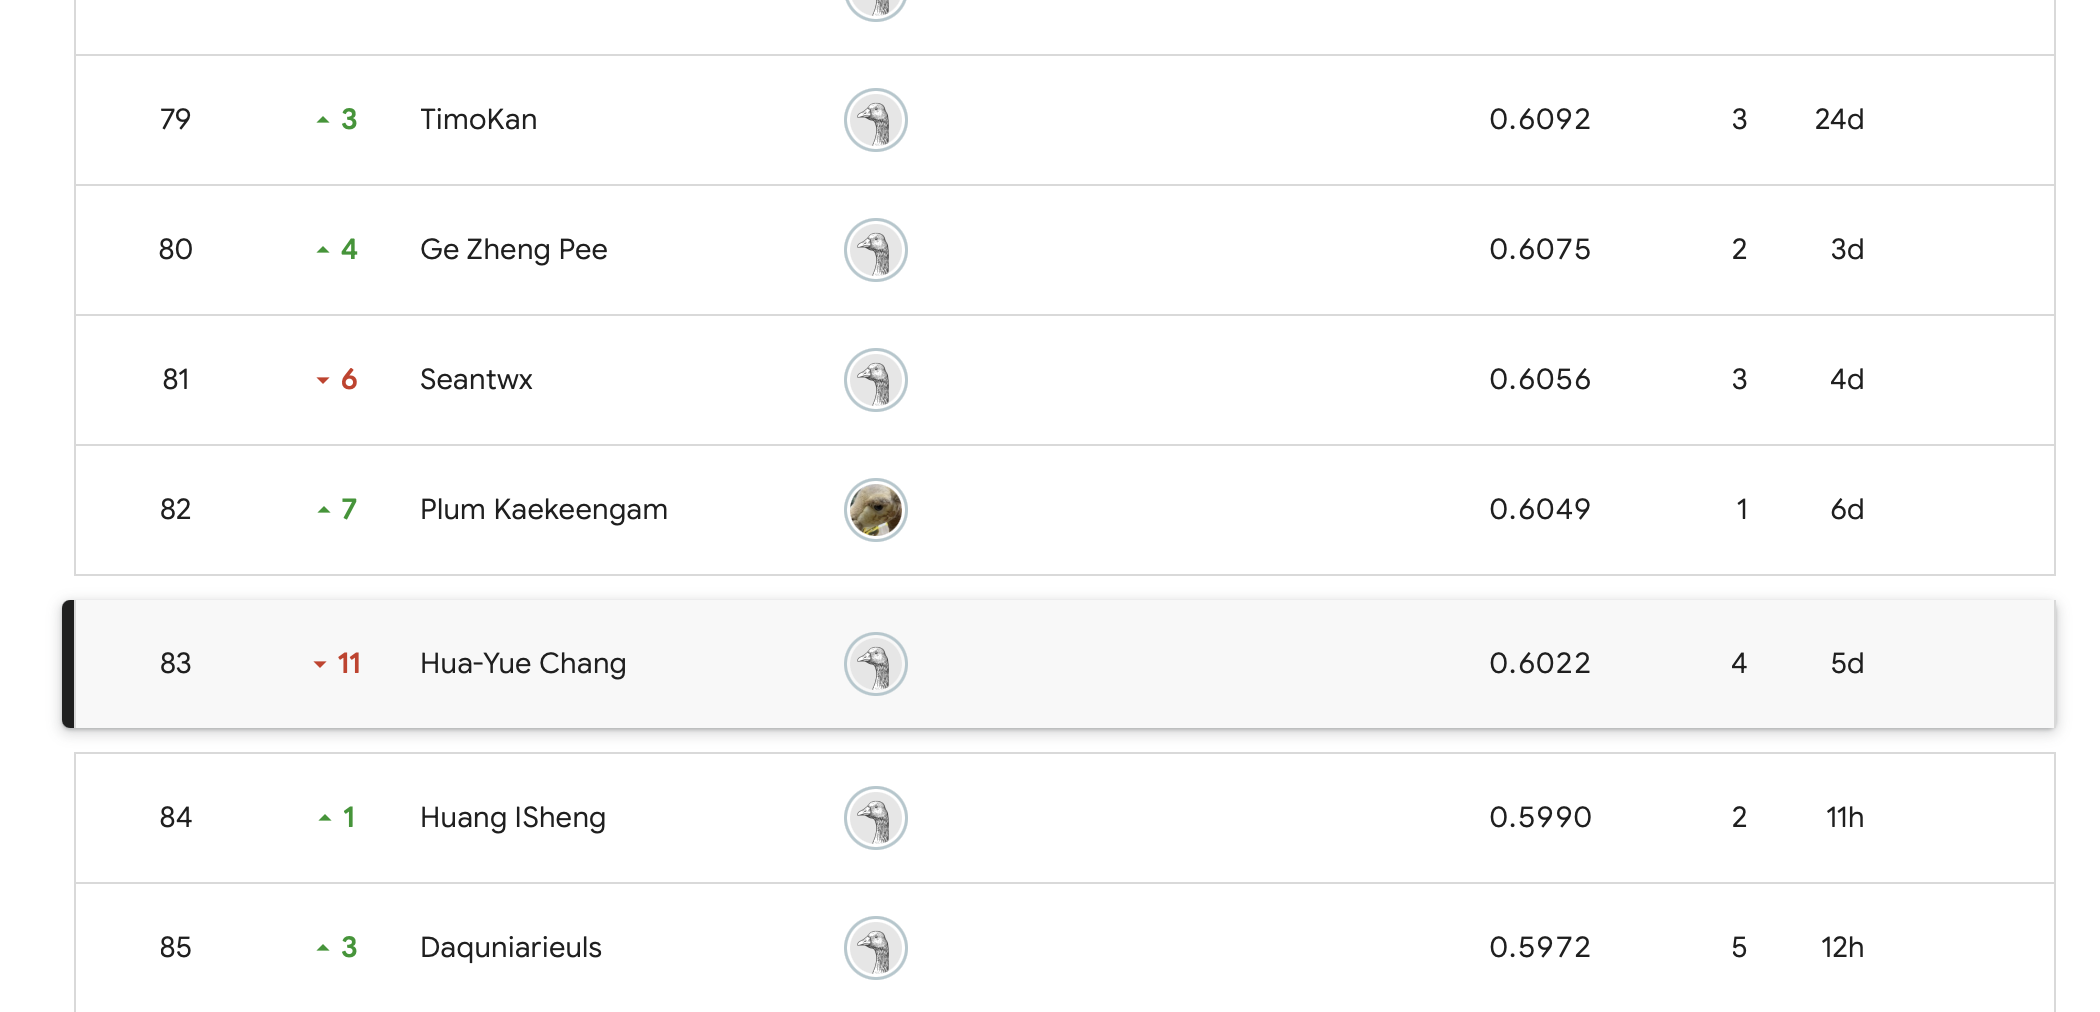 79 3 TimoKan 0.6092 3 24d
80 4 Ge Zheng Pee 0.6075 2 3d
81 6 Seantwx 0.6056 3 4d
82 7 Plum Kaekeengam 0.6049 1 6d
83 11 Hua-Yue Chang 0.6022 4 5d
84 1 Huang ISheng 0.5990 2 11h
85 3 Daquniarieuls 0.5972 5 12h